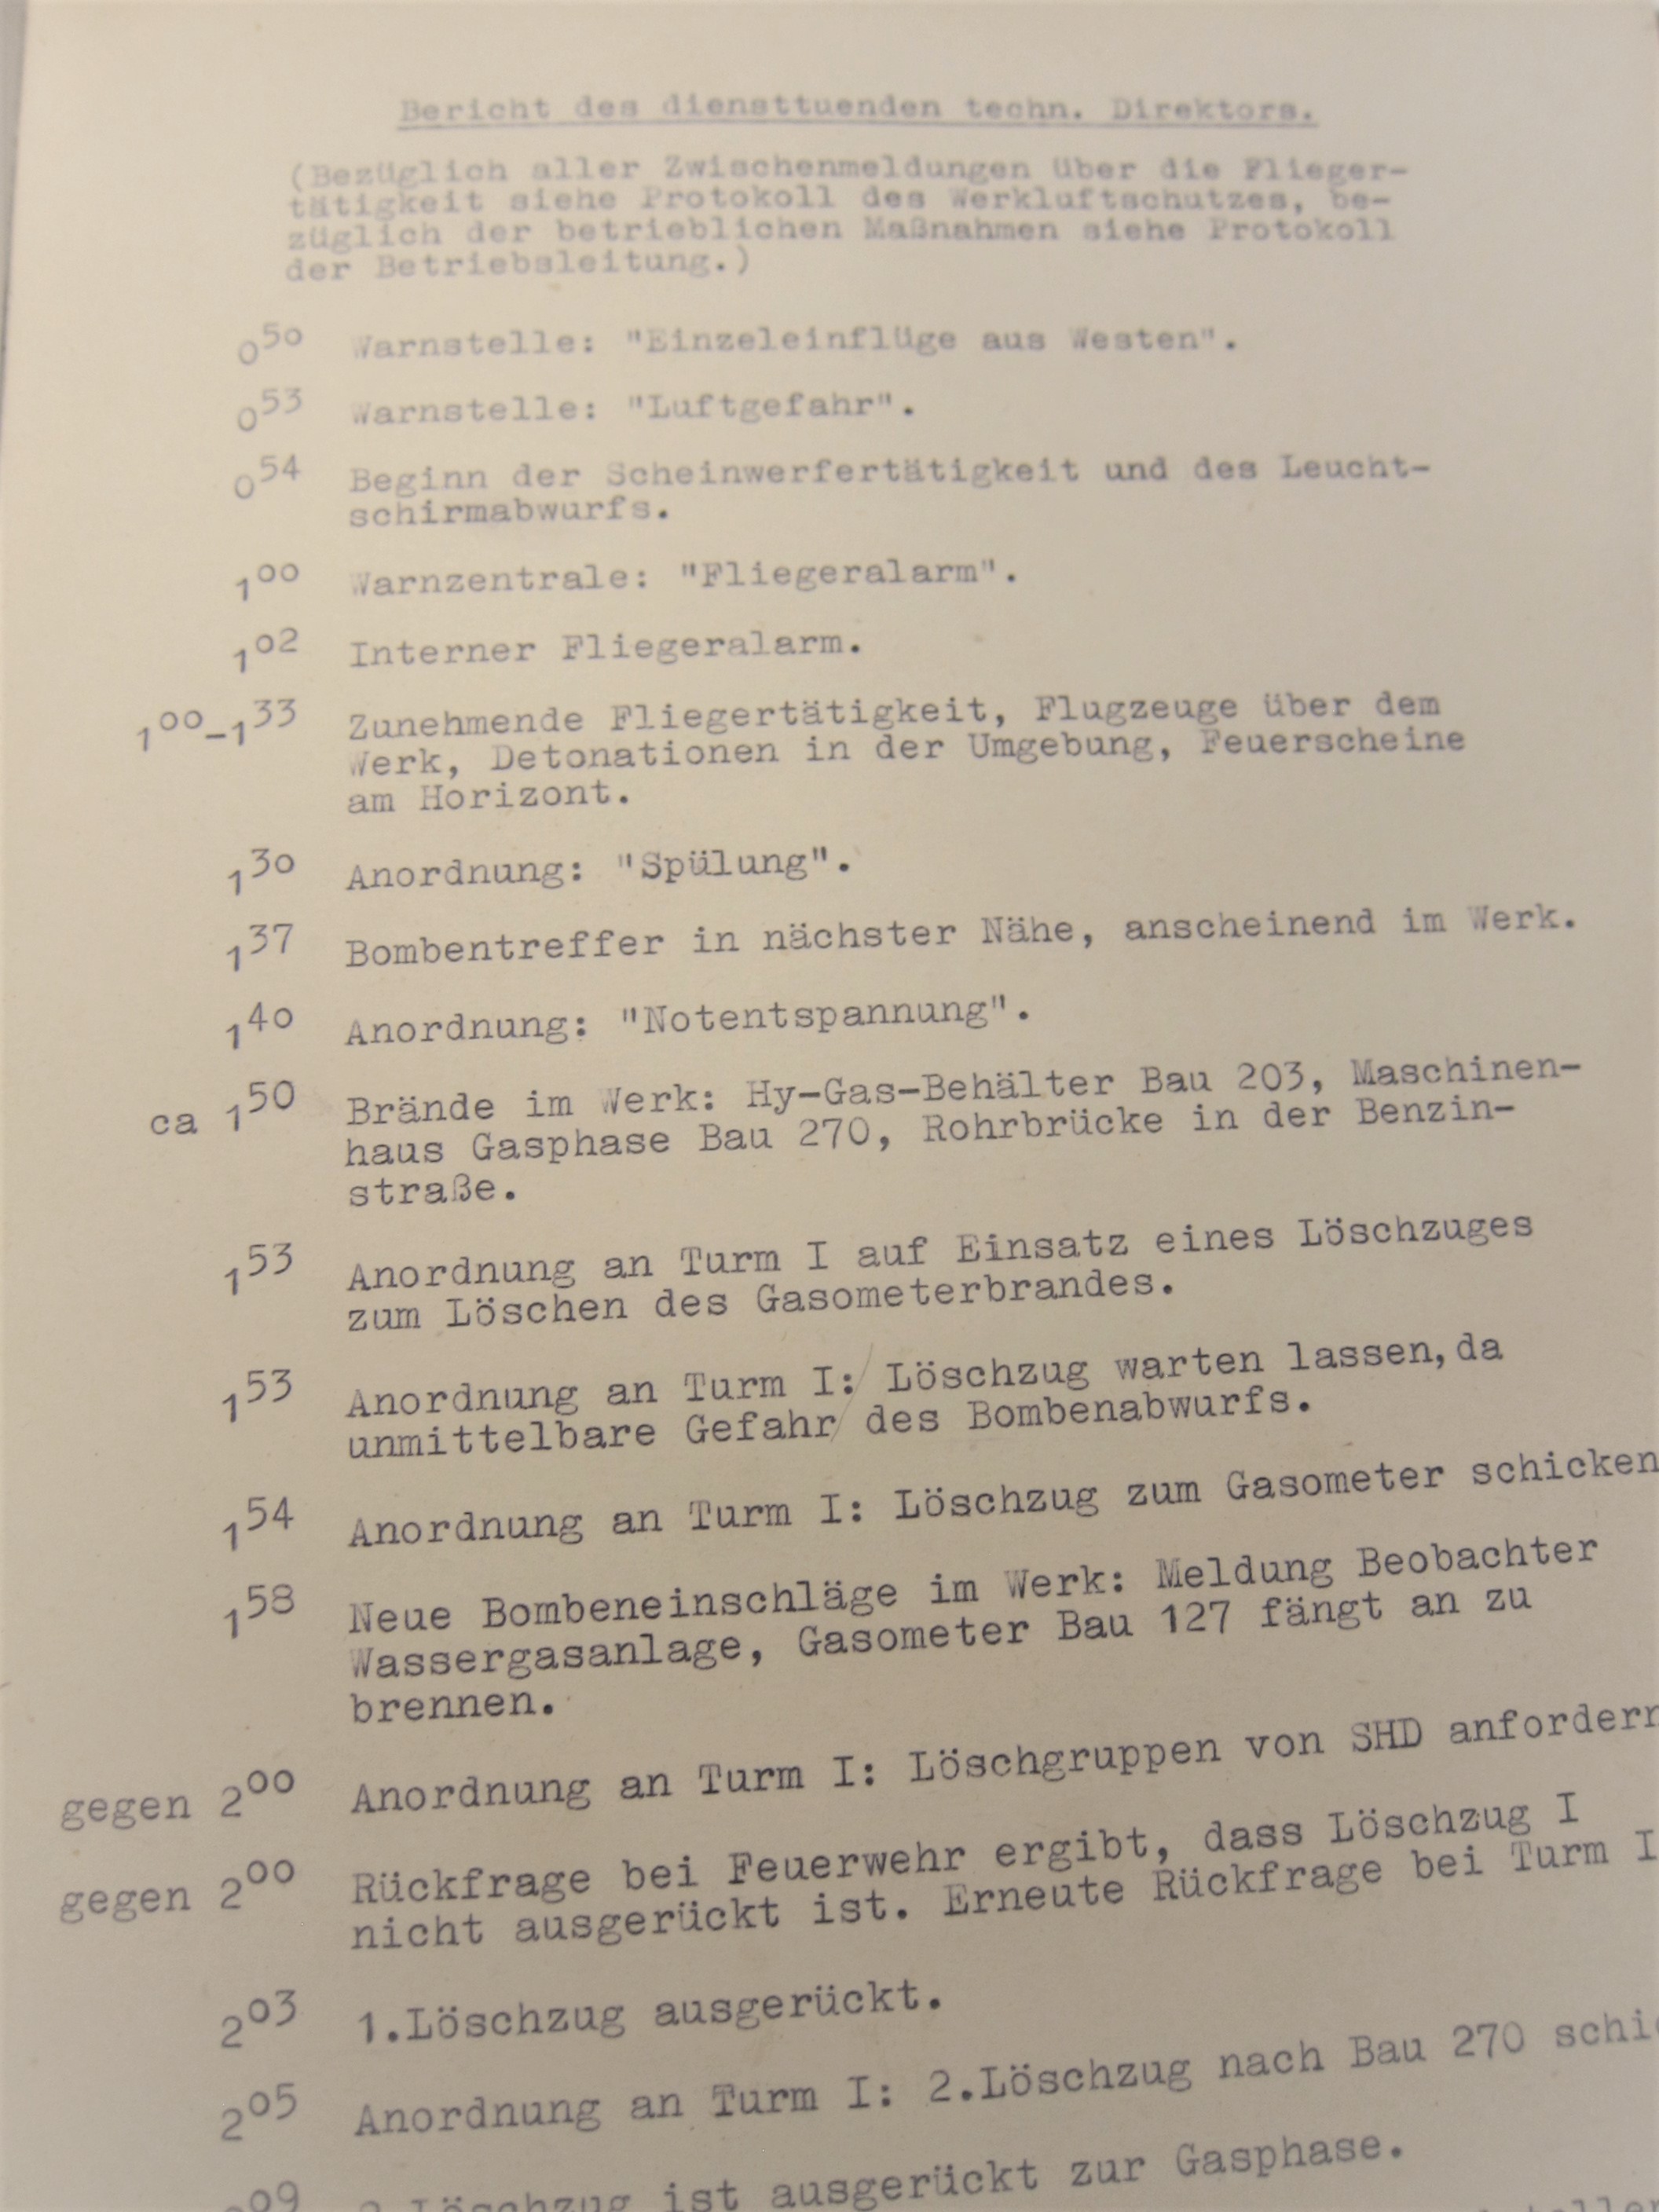 Bericht des diensttuenden techn. Direktors.
(Bezüglich aller Zwischenmeldungen über die Flieger-
tätigkeit siehe Protokoll des Werkluftschutzes, be-
züglich der betrieblichen Maßnahmen siehe Protokoll
der Betriebsleitung.)
0⁵⁰ Warnstelle: "Einzeleinflüge aus Westen".
0⁵³ Warnstelle: "Luftgefahr".
0⁵⁴ Beginn der Scheinwerfertätigkeit und des Leucht-
schirmabwurfs.
1⁰⁰ Warnzentrale: "Fliegeralarm".
1⁰² Interner Fliegeralarm.
1⁰⁰-1³³ Zunehmende Fliegertätigkeit, Flugzeuge über dem
Werk, Detonationen in der Umgebung, Feuerscheine
am Horizont.
1³⁰ Anordnung: "Spülung".
1³⁷ Bombentreffer in nächster Nähe, anscheinend im Werk.
1⁴⁰ Anordnung: "Notentspannung".
ca 1⁵⁰ Brände im Werk: Hy-Gas-Behälter Bau 203, Maschinen-
haus Gasphase Bau 270, Rohrbrücke in der Benzin-
straße.
1⁵³ Anordnung an Turm I auf Einsatz eines Löschzuges
zum Löschen des Gasometerbrandes.
1⁵³ Anordnung an Turm I:/ Löschzug warten lassen, da
unmittelbare Gefahr/ des Bombenabwurfs.
1⁵⁴ Anordnung an Turm I: Löschzug zum Gasometer schicken
1⁵⁸ Neue Bombeneinschläge im Werk: Meldung Beobachter
Wassergasanlage, Gasometer Bau 127 fängt an zu
brennen.
gegen 2⁰⁰ Anordnung an Turm I: Löschgruppen von SHD anfordern
gegen 2⁰⁰ Rückfrage bei Feuerwehr ergibt, dass Löschzug I
nicht ausgerückt ist. Erneute Rückfrage bei Turm I
2⁰³ 1.Löschzug ausgerückt.
2⁰⁵ Anordnung an Turm I: 2.Löschzug nach Bau 270 schi
⁰⁹ Löschzug ist ausgerückt zur Gasphase.